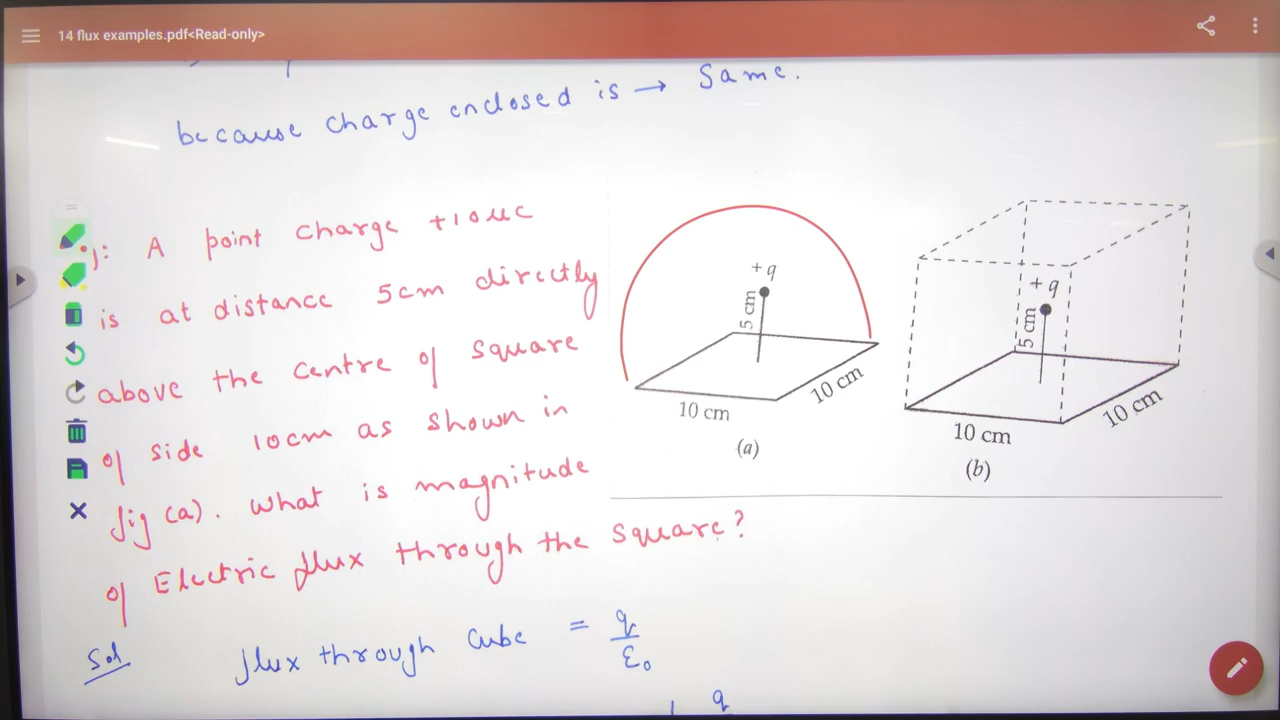 14 flux examples.pdf<Read-only>
because charge enclosed is → Same.
): A point charge +10μc
is at distance 5cm directly
above the centre of square
of side 10cm as shown in
fig (a). What is magnitude
of Electric flux through the square?
+q
5 cm
10 cm
10 cm
(a)
+q
5 cm
10 cm
10 cm
(b)
Sol flux through cube = q
ε₀
q